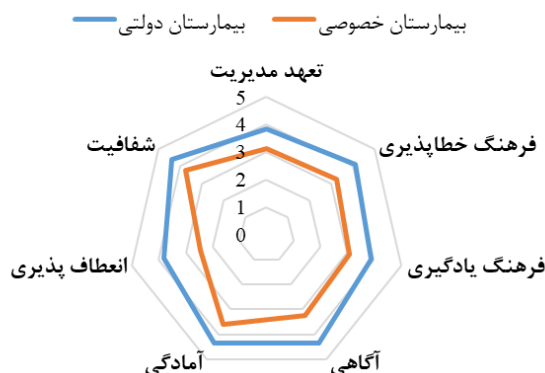 بیمارستان خصوصی بیمارستان دولتی
تعهد مدیریت
5
فرهنگ خطاپذیری
4
شفافیت
3
2
1
0
فرهنگ یادگیری
انعطاف پذیری
آگاهی
آمادگی